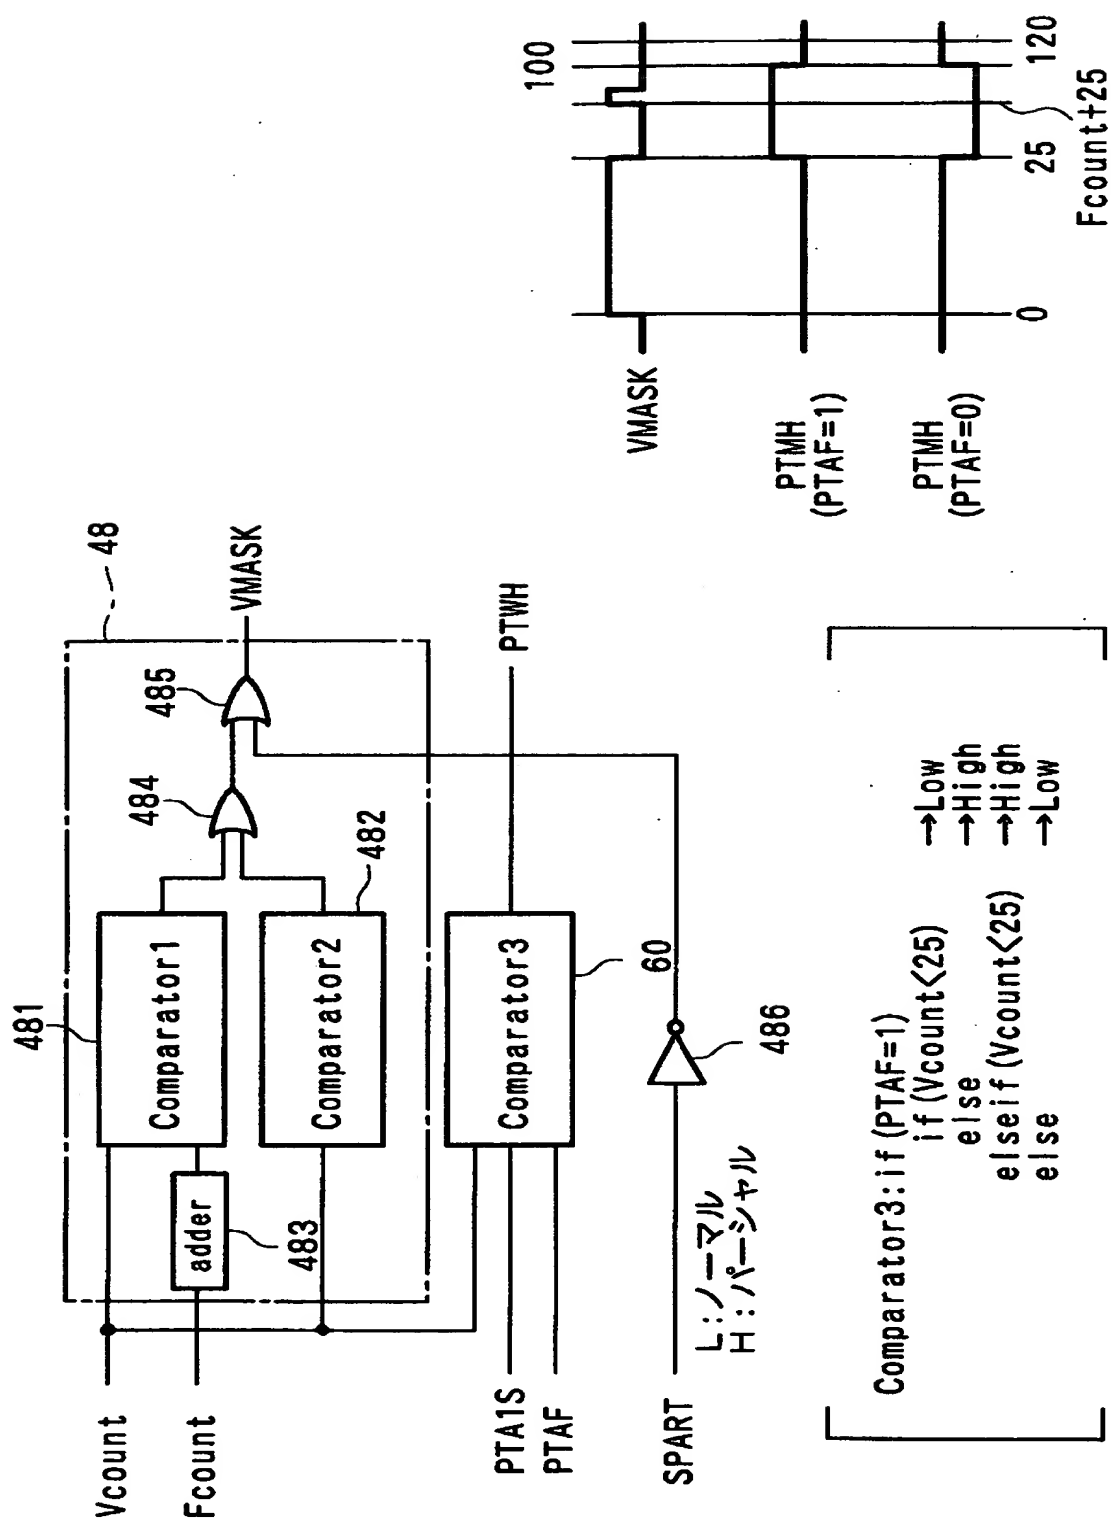 Vcount
Fcount
adder
483
481
Comparator1
Comparator2
482
484
485
48
VMASK
PTA1S
PTAF
Comparator3
60
PTWH
SPART
L:ノーマル
H:パーシャル
486
Comparator3:if(PTAF=1)
if(Vcount<25) →Low
else →High
elseif(Vcount<25) →High
else →Low
VMASK
PTMH
(PTAF=1)
PTMH
(PTAF=0)
100
0
25
120
Fcount+25